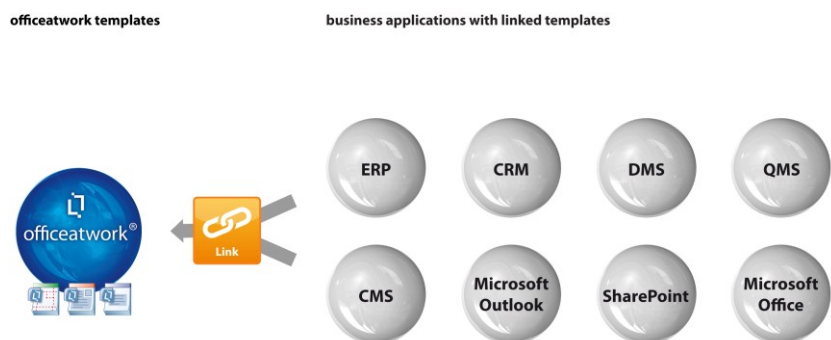 officeatwork templates
business applications with linked templates
ERP
CRM
DMS
QMS
officeatwork®
Link
CMS
Microsoft
Outlook
SharePoint
Microsoft
Office